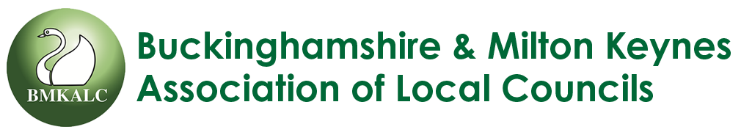 BMKALC
Buckinghamshire & Milton Keynes
Association of Local Councils